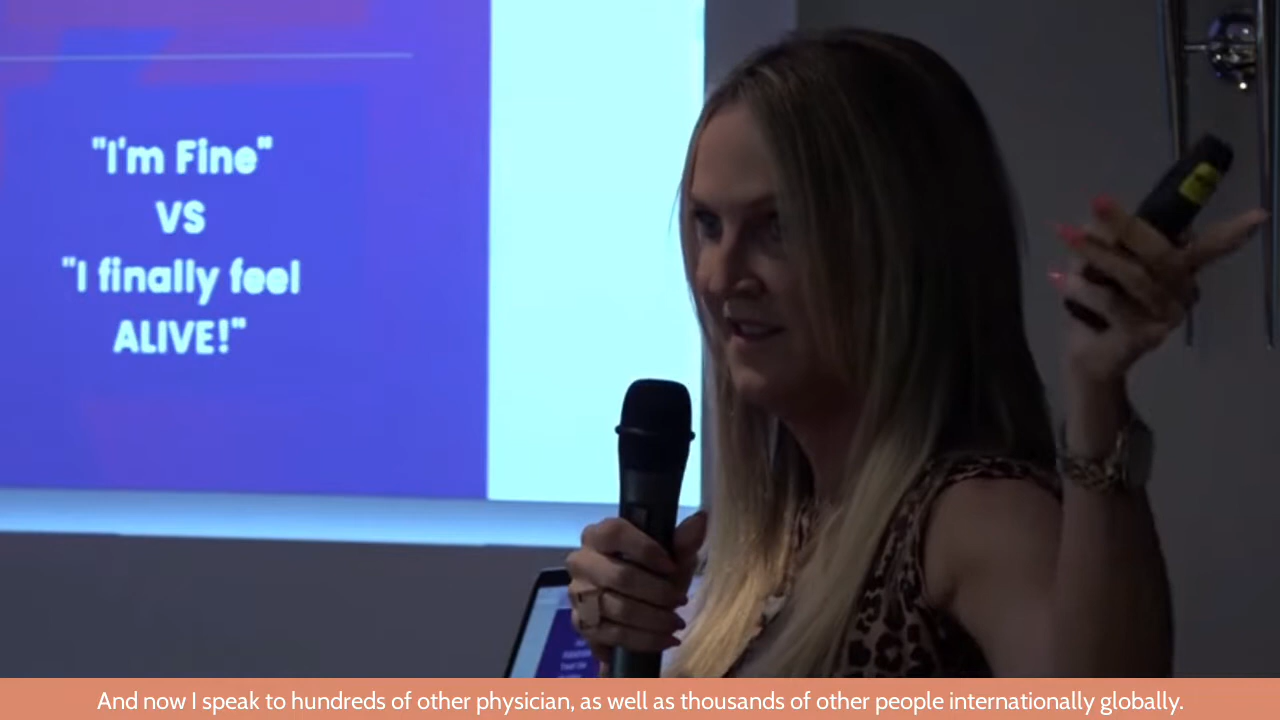 "I'm Fine"
VS
"I finally feel
ALIVE!"
And now I speak to hundreds of other physician, as well as thousands of other people internationally globally.